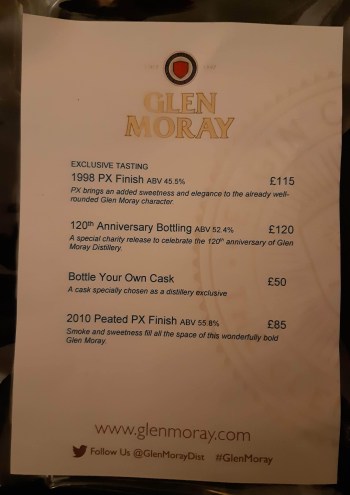 GLEN
MORAY
EXCLUSIVE TASTING
1998 PX Finish ABV 45.5% £115
PX brings an added sweetness and elegance to the already well-
rounded Glen Moray character
120th Anniversary Bottling ABV 52.4% £120
A special charity release to celebrate the 120th anniversary of Glen
Moray Distillery.
Bottle Your Own Cask £50
A cask specially chosen as a distillery exclusive
2010 Peated PX Finish ABV 55.8% £85
Smoke and sweetness fill all the space of this wonderfully bold
Glen Moray.
www.glenmoray.com
Follow Us @GlenMorayDist #GlenMoray